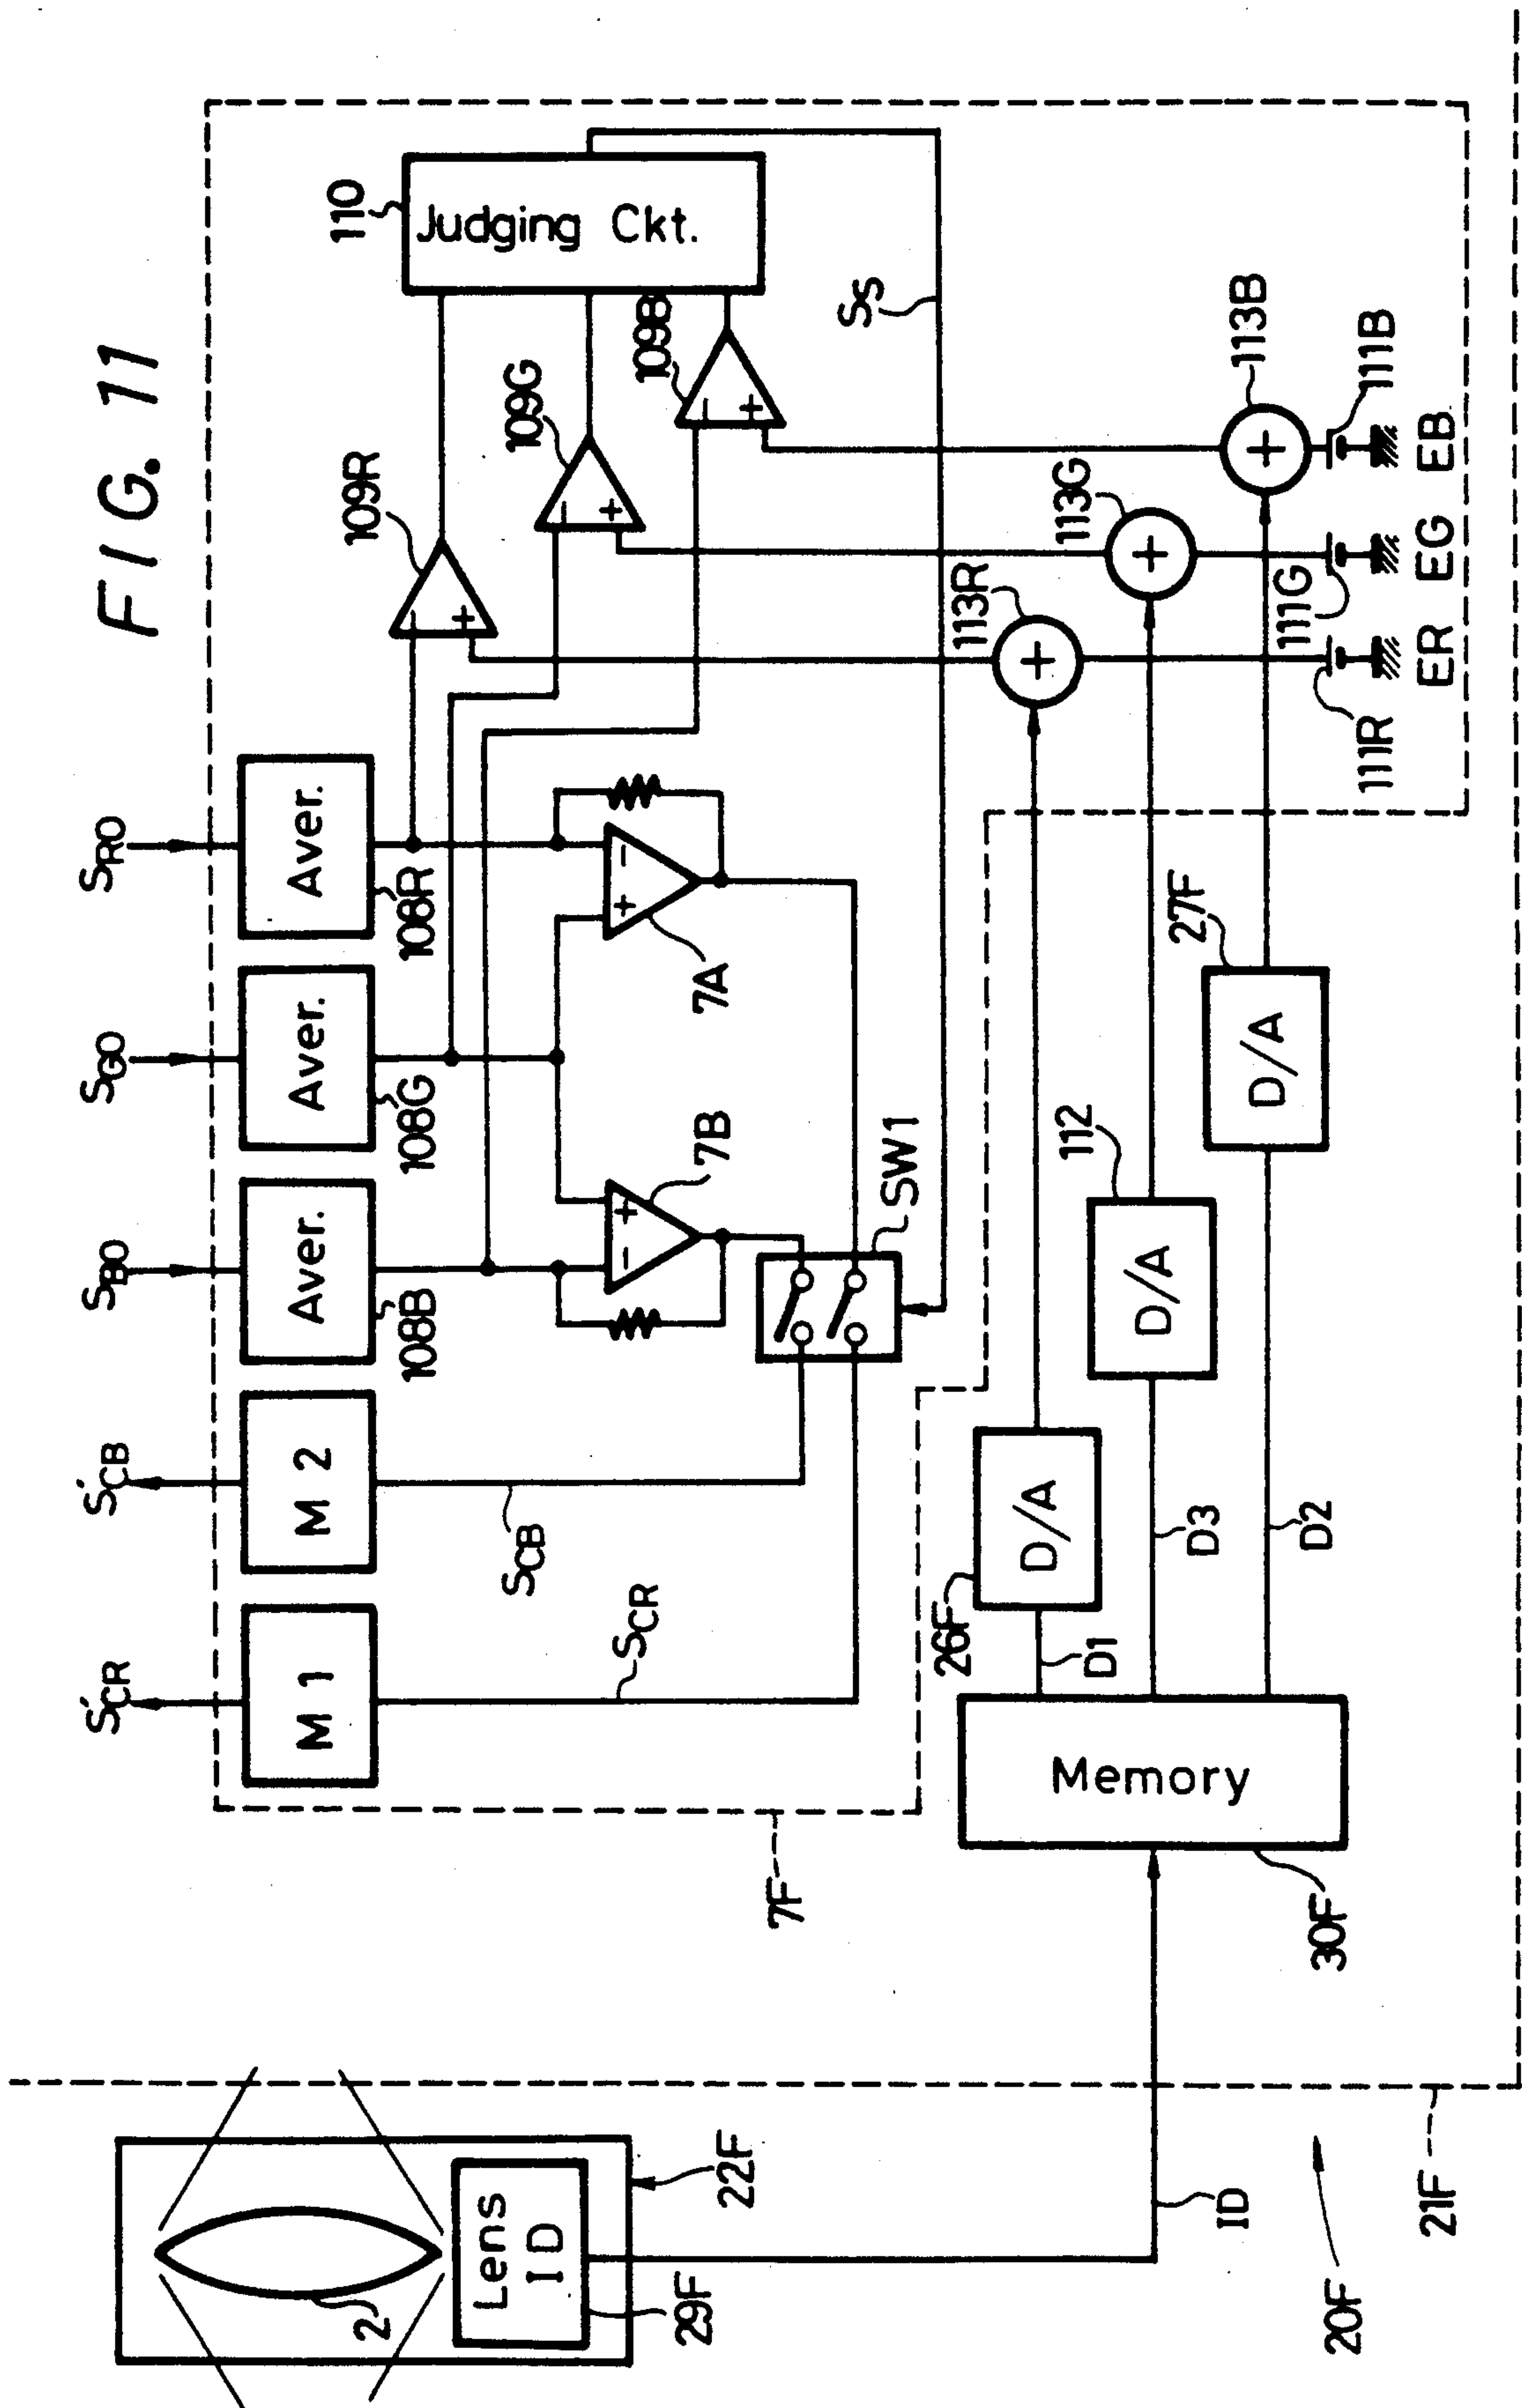 FIG. 11
S'CR
S'CB
SBO
SGO
SRO
M 1
M 2
Aver.
Aver.
Aver.
108B
108G
108R
109R
109G
109B
110
Judging Ckt.
2
Lens
ID
29F
22F
SCR
SCB
7B
7A
+
−
+
−
−
+
−
+
−
+
SW1
SS
7F
Memory
30F
ID
D1
D3
D2
26F
D/A
112
D/A
27F
D/A
113R
+
113G
+
113B
+
111R
111G
111B
ER
EG
EB
20F
21F